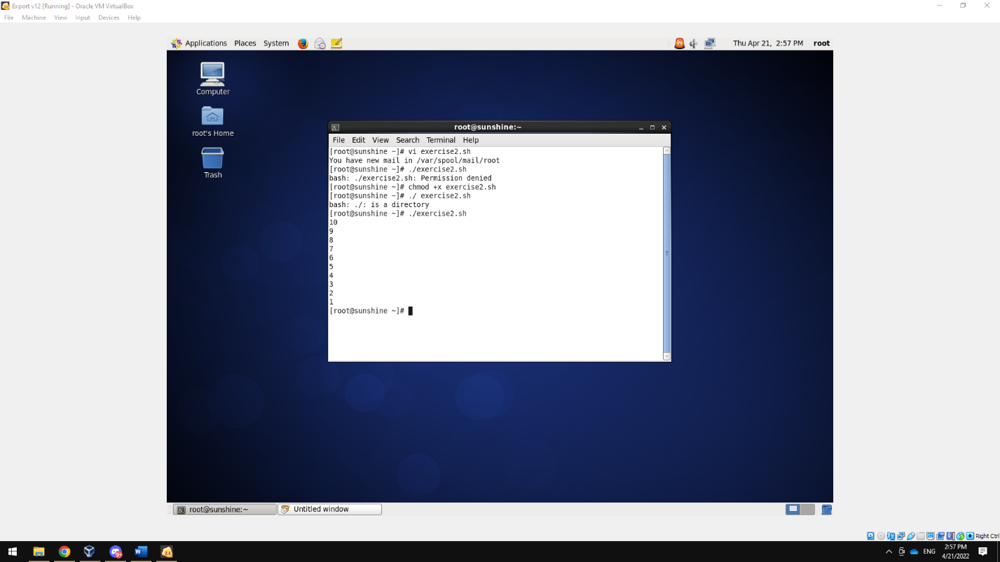 Export v12 [Running] - Oracle VM VirtualBox
File Machine View Input Devices Help
Applications Places System
Thu Apr 21, 2:57 PM root
Computer
root's Home
Trash
root@sunshine:~
File Edit View Search Terminal Help
[root@sunshine ~]# vi exercise2.sh
You have new mail in /var/spool/mail/root
[root@sunshine ~]# ./exercise2.sh
bash: ./exercise2.sh: Permission denied
[root@sunshine ~]# chmod +x exercise2.sh
[root@sunshine ~]# ./ exercise2.sh
bash: ./: is a directory
[root@sunshine ~]# ./exercise2.sh
10
9
8
7
6
5
4
3
2
1
[root@sunshine ~]#
root@sunshine:~
Untitled window
Right Ctrl
ENG
2:57 PM
4/21/2022